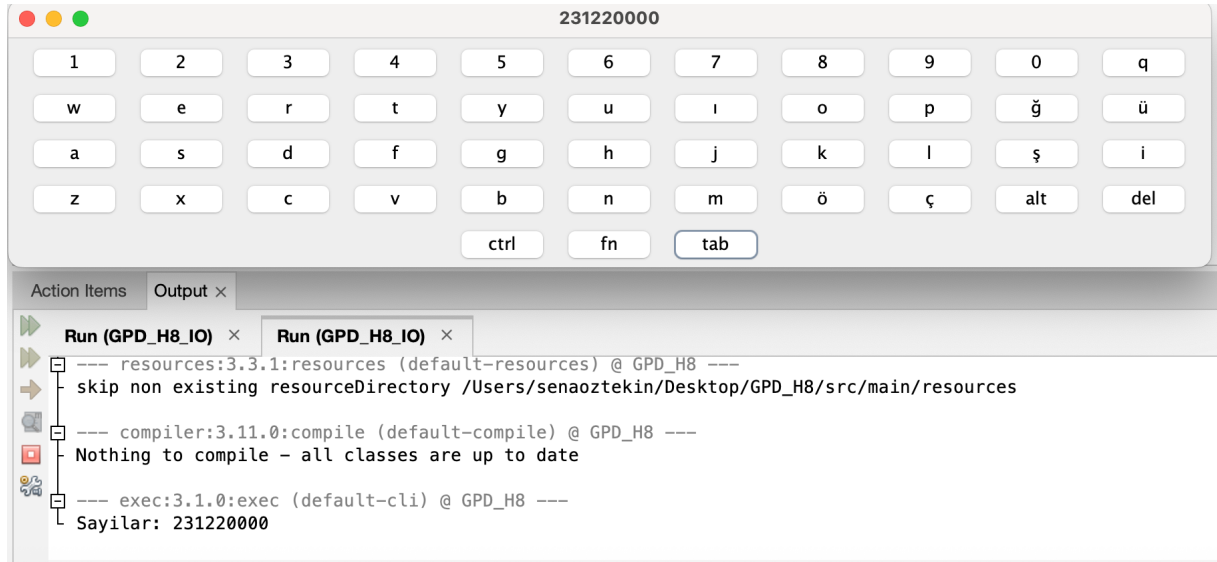 231220000
1 2 3 4 5 6 7 8 9 0 q
w e r t y u ı o p ğ ü
a s d f g h j k l ş i
z x c v b n m ö ç alt del
ctrl fn tab
Action Items Output ×
Run (GPD_H8_IO) × Run (GPD_H8_IO) ×
--- resources:3.3.1:resources (default-resources) @ GPD_H8 ---
skip non existing resourceDirectory /Users/senaoztekin/Desktop/GPD_H8/src/main/resources
--- compiler:3.11.0:compile (default-compile) @ GPD_H8 ---
Nothing to compile - all classes are up to date
--- exec:3.1.0:exec (default-cli) @ GPD_H8 ---
Sayilar: 231220000